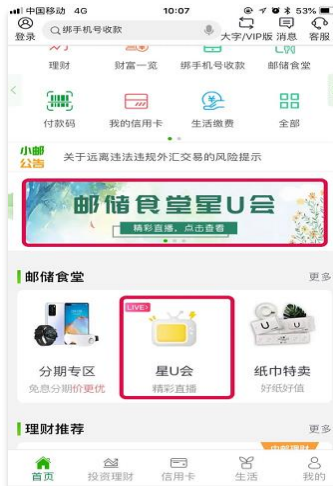 中国移动 4G 10:07 53%
登录 绑手机号收款 大字/VIP版 消息 客服
理财 财富一览 绑手机号收款 邮储食堂
付款码 我的信用卡 生活缴费 全部
小邮公告 关于远离违法违规外汇交易的风险提示
邮储食堂星U会
精彩直播，点击查看
邮储食堂 更多
LIVE
分期专区 星U会 纸巾特卖
免息分期价更优 精彩直播 好纸好值
理财推荐 更多
首页 投资理财 信用卡 生活 我的